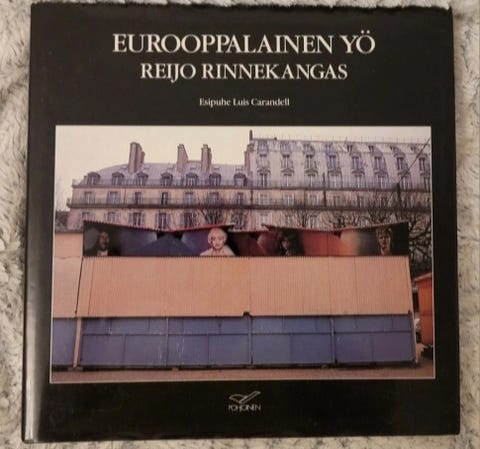 EUROOPPALAINEN YÖ
REIJO RINNEKANGAS
Esipuhe Luis Carandell
POHJOINEN